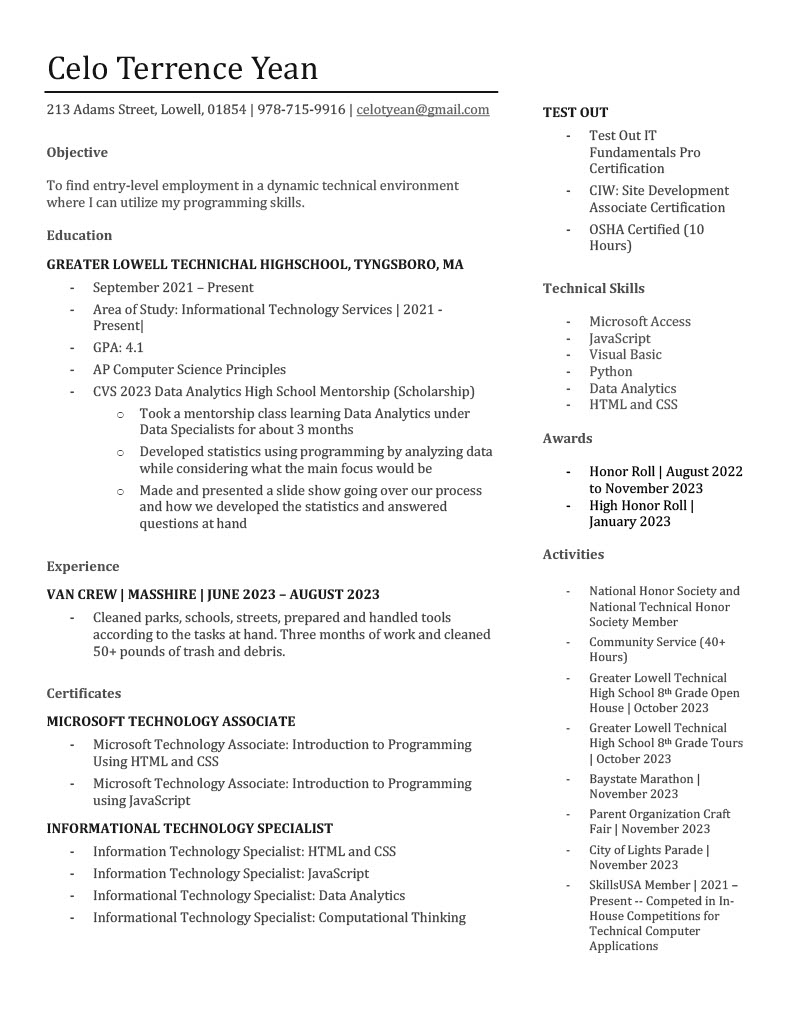 Celo Terrence Yean
213 Adams Street, Lowell, 01854 | 978-715-9916 | celotyean@gmail.com
Objective
To find entry-level employment in a dynamic technical environment
where I can utilize my programming skills.
Education
GREATER LOWELL TECHNICHAL HIGHSCHOOL, TYNGSBORO, MA
- September 2021 – Present
- Area of Study: Informational Technology Services | 2021 -
Present|
- GPA: 4.1
- AP Computer Science Principles
- CVS 2023 Data Analytics High School Mentorship (Scholarship)
o Took a mentorship class learning Data Analytics under
Data Specialists for about 3 months
o Developed statistics using programming by analyzing data
while considering what the main focus would be
o Made and presented a slide show going over our process
and how we developed the statistics and answered
questions at hand
Experience
VAN CREW | MASSHIRE | JUNE 2023 – AUGUST 2023
- Cleaned parks, schools, streets, prepared and handled tools
according to the tasks at hand. Three months of work and cleaned
50+ pounds of trash and debris.
Certificates
MICROSOFT TECHNOLOGY ASSOCIATE
- Microsoft Technology Associate: Introduction to Programming
Using HTML and CSS
- Microsoft Technology Associate: Introduction to Programming
using JavaScript
INFORMATIONAL TECHNOLOGY SPECIALIST
- Information Technology Specialist: HTML and CSS
- Information Technology Specialist: JavaScript
- Informational Technology Specialist: Data Analytics
- Informational Technology Specialist: Computational Thinking
TEST OUT
- Test Out IT
Fundamentals Pro
Certification
- CIW: Site Development
Associate Certification
- OSHA Certified (10
Hours)
Technical Skills
- Microsoft Access
- JavaScript
- Visual Basic
- Python
- Data Analytics
- HTML and CSS
Awards
- Honor Roll | August 2022
to November 2023
- High Honor Roll |
January 2023
Activities
- National Honor Society and
National Technical Honor
Society Member
- Community Service (40+
Hours)
- Greater Lowell Technical
High School 8th Grade Open
House | October 2023
- Greater Lowell Technical
High School 8th Grade Tours
| October 2023
- Baystate Marathon |
November 2023
- Parent Organization Craft
Fair | November 2023
- City of Lights Parade |
November 2023
- SkillsUSA Member | 2021 –
Present -- Competed in In-
House Competitions for
Technical Computer
Applications